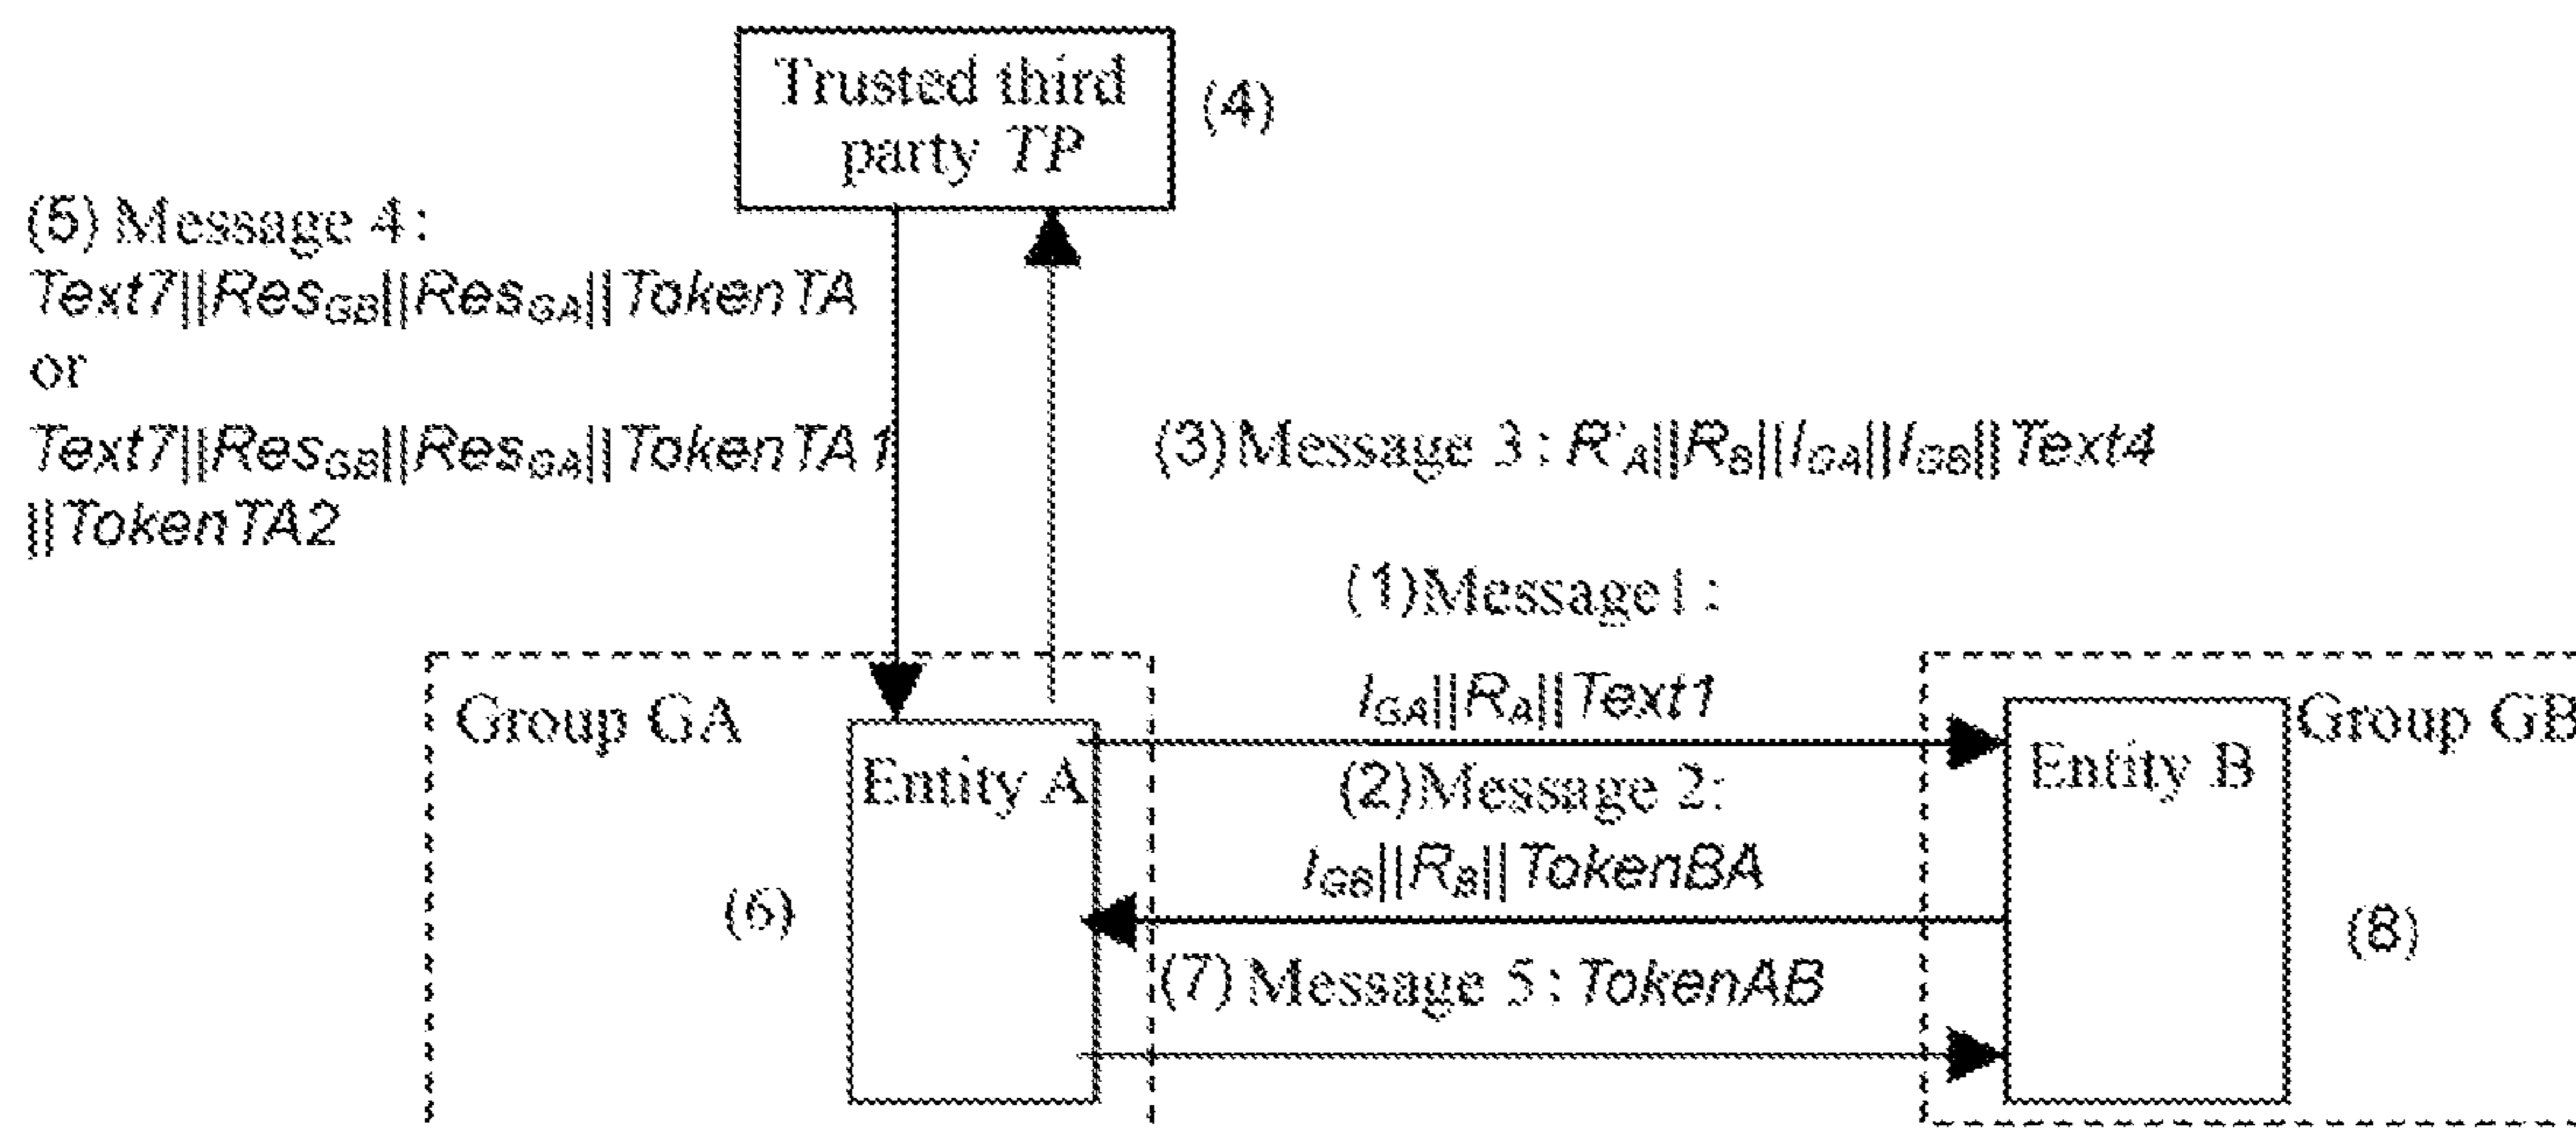 Trusted third
party TP
(4)
(5) Message 4:
Text7||ResGB||ResGA||TokenTA
or
Text7||ResGB||ResGA||TokenTA1
||TokenTA2
(3)Message 3: R'A||RB||IGA||IGB||Text4
(1)Message1:
IGA||RA||Text1
Group GA
Entity A
(2)Message 2:
IGB||RB||TokenBA
Entity B
Group GB
(6)
(7) Message 5: TokenAB
(8)